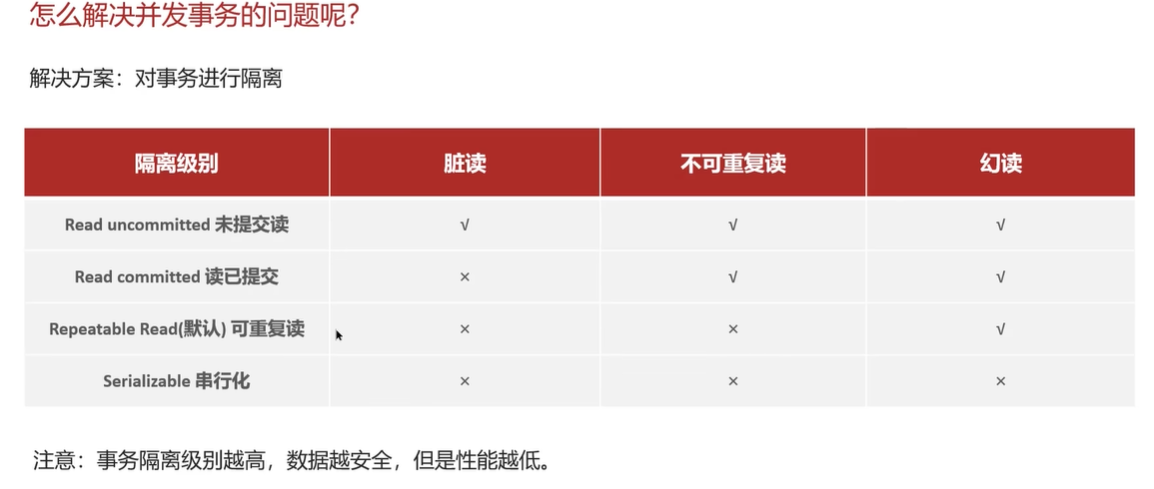 怎么解决并发事务的问题呢？
解决方案：对事务进行隔离
隔离级别 脏读 不可重复读 幻读
Read uncommitted 未提交读 √ √ √
Read committed 读已提交 × √ √
Repeatable Read(默认) 可重复读 × × √
Serializable 串行化 × × ×
注意：事务隔离级别越高，数据越安全，但是性能越低。